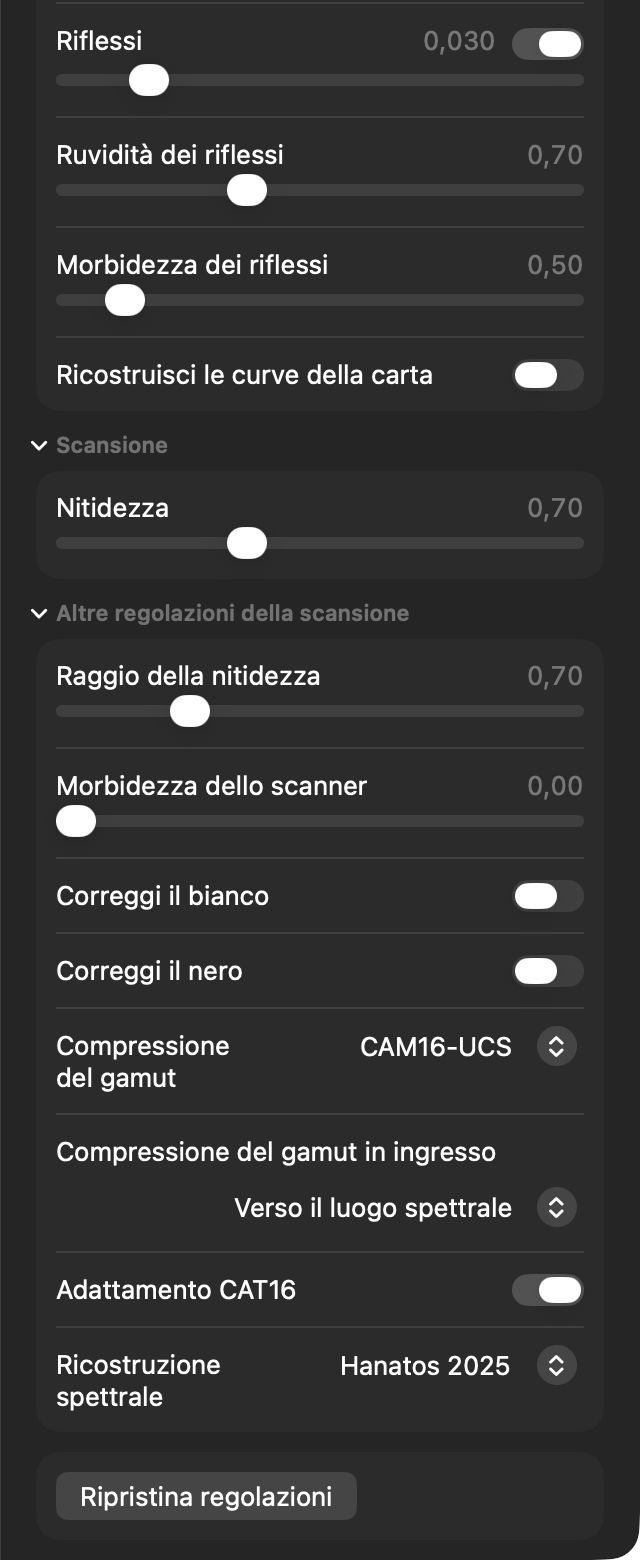 Riflessi 0,030
Ruvidità dei riflessi 0,70
Morbidezza dei riflessi 0,50
Ricostruisci le curve della carta
Scansione
Nitidezza 0,70
Altre regolazioni della scansione
Raggio della nitidezza 0,70
Morbidezza dello scanner 0,00
Correggi il bianco
Correggi il nero
Compressione CAM16-UCS
del gamut
Compressione del gamut in ingresso
Verso il luogo spettrale
Adattamento CAT16
Ricostruzione Hanatos 2025
spettrale
Ripristina regolazioni